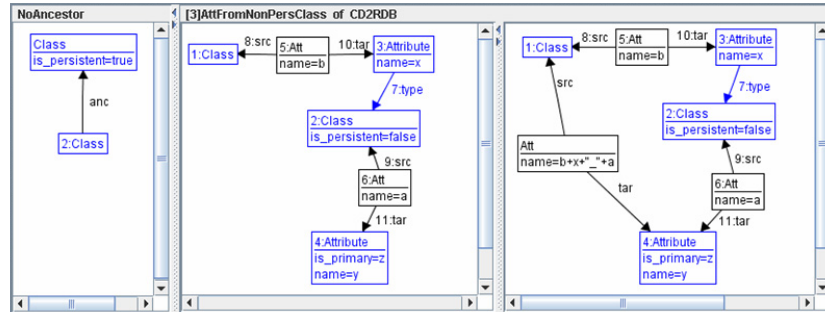 NoAncestor
Class
is_persistent=true
anc
2:Class
[3]AttFromNonPersClass of CD2RDB
1:Class
8:src
5:Att
name=b
10:tar
3:Attribute
name=x
7:type
2:Class
is_persistent=false
9:src
6:Att
name=a
11:tar
4:Attribute
is_primary=z
name=y
1:Class
8:src
5:Att
name=b
10:tar
3:Attribute
name=x
src
7:type
2:Class
is_persistent=false
Att
name=b+x+"_"+a
9:src
tar
6:Att
name=a
11:tar
4:Attribute
is_primary=z
name=y